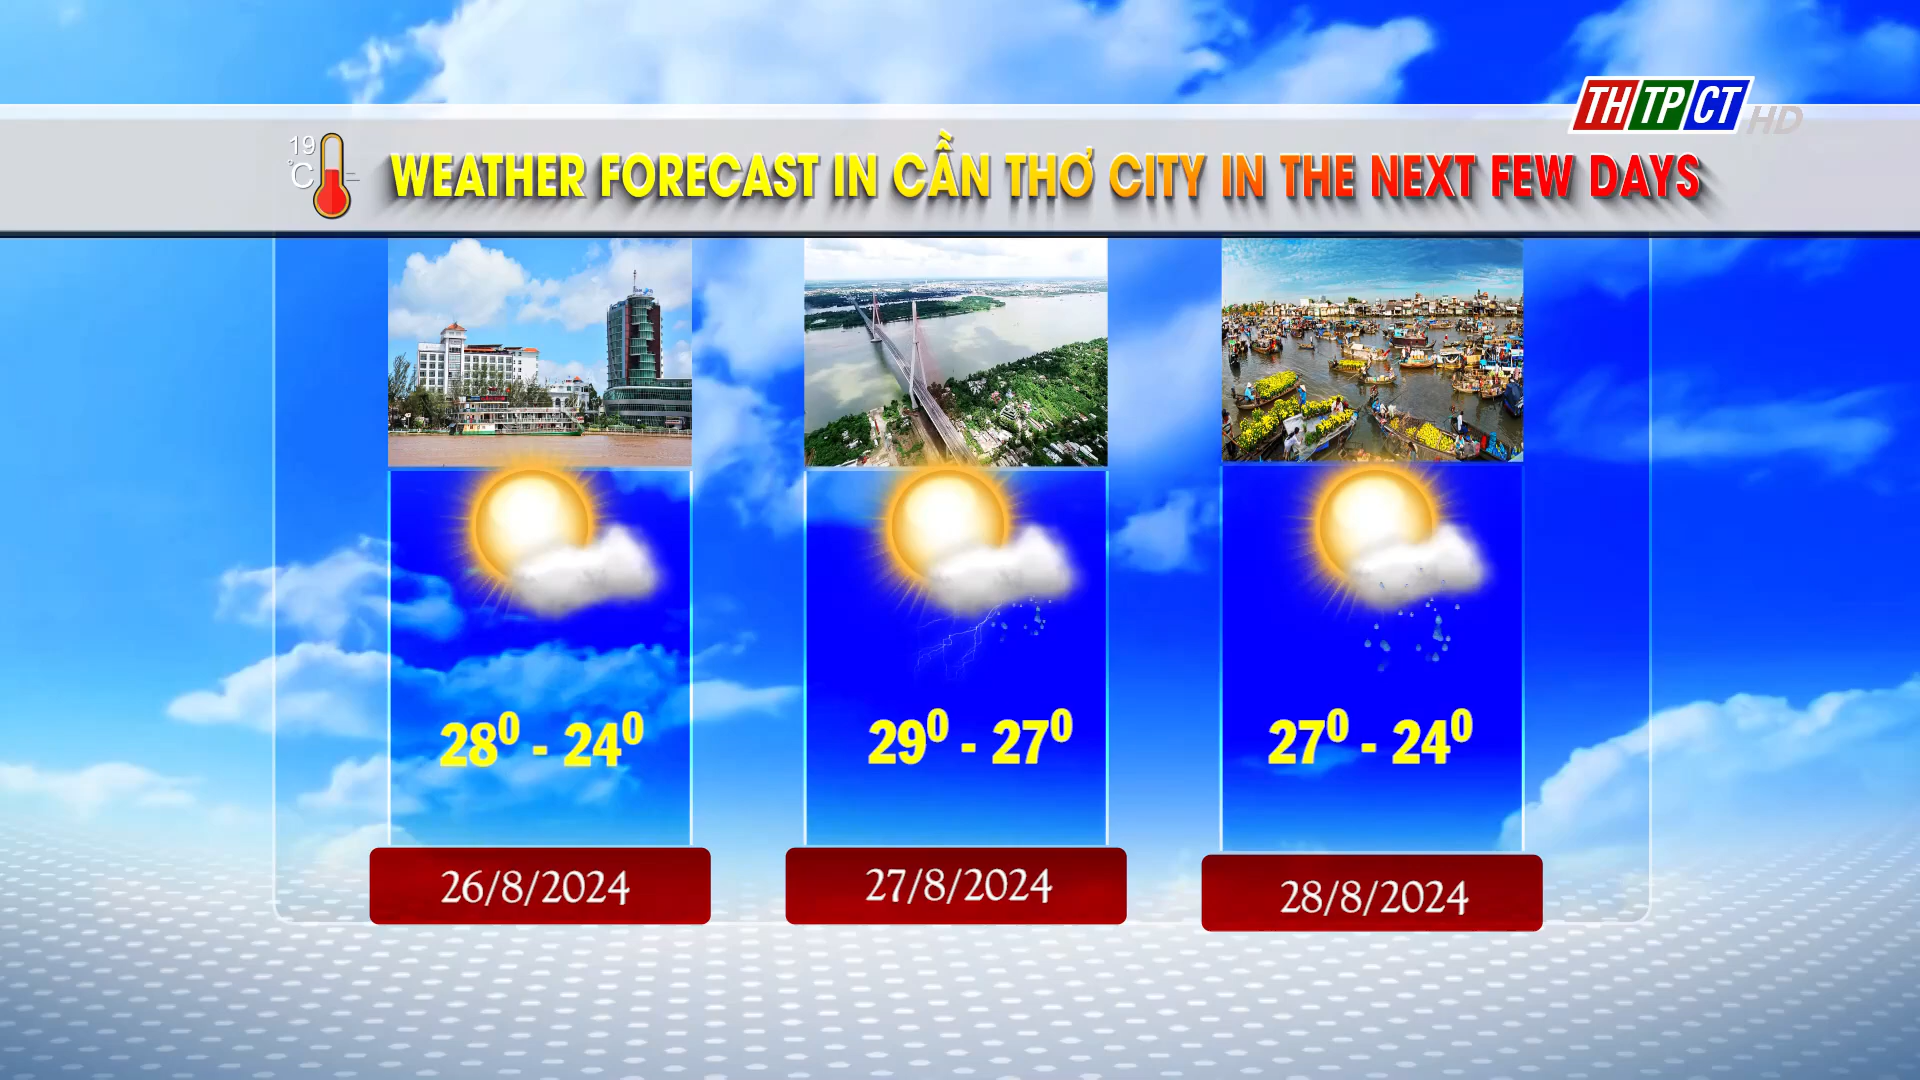 THTPCT HD
19
°C
WEATHER FORECAST IN CẦN THƠ CITY IN THE NEXT FEW DAYS
28⁰ - 24⁰
29⁰ - 27⁰
27⁰ - 24⁰
26/8/2024
27/8/2024
28/8/2024